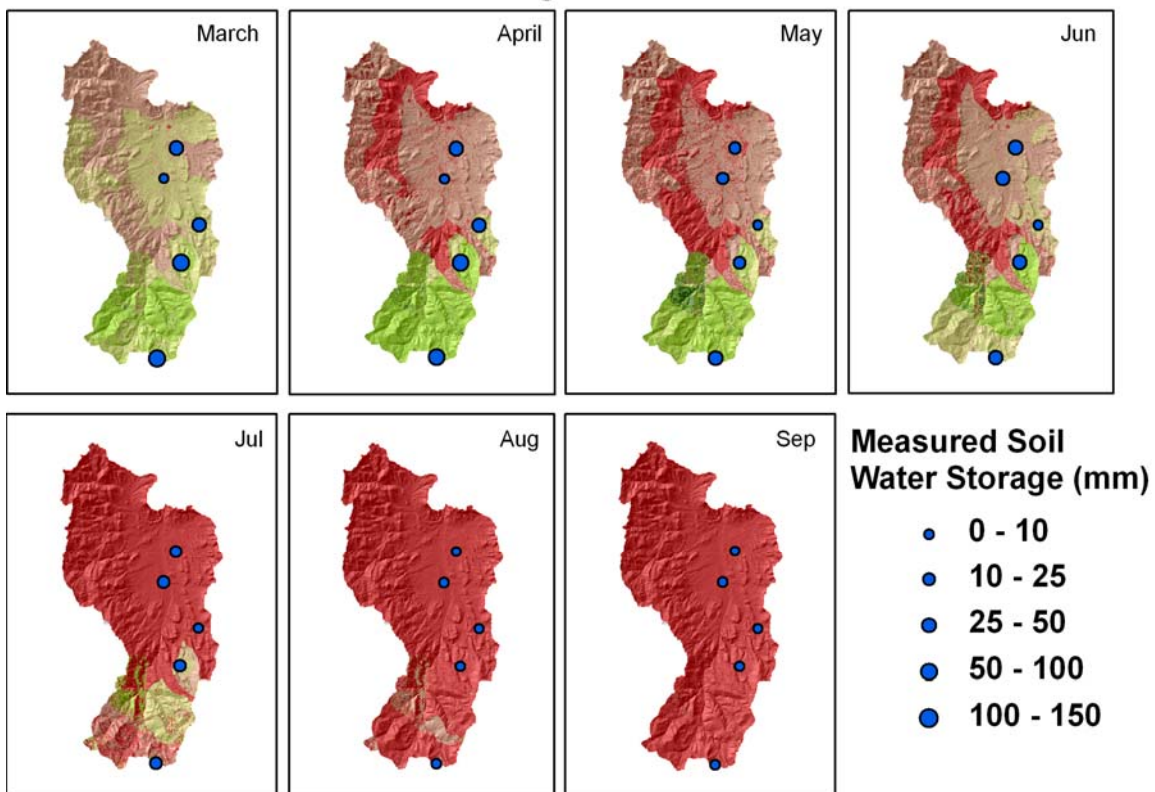 March
April
May
Jun
Jul
Aug
Sep
Measured Soil
Water Storage (mm)
0 - 10
10 - 25
25 - 50
50 - 100
100 - 150